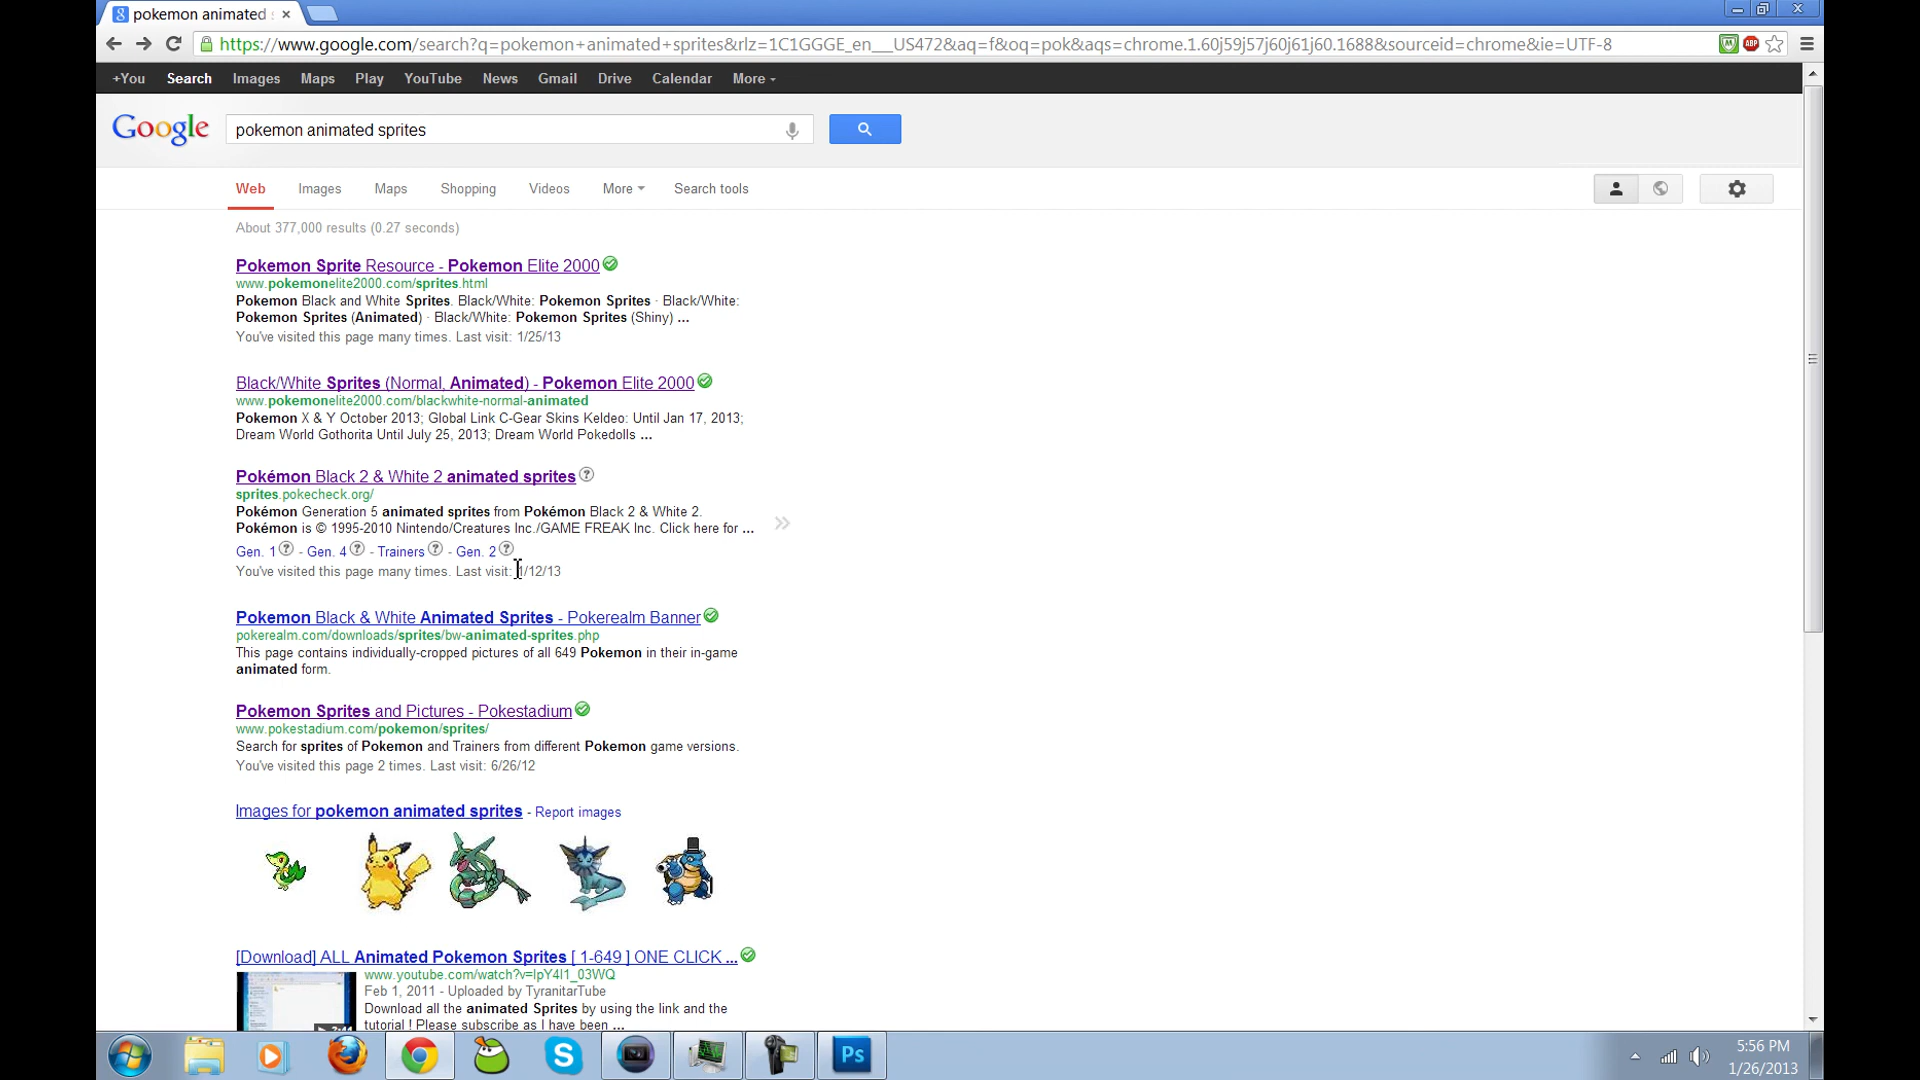 pokemon animated
https://www.google.com/search?q=pokemon+animated+sprites&rlz=1C1GGGE_en___US472&aq=f&oq=pok&aqs=chrome.1.60j59j57j60j61j60.1688&sourceid=chrome&ie=UTF-8
ABP
+You Search Images Maps Play YouTube News Gmail Drive Calendar More
Google pokemon animated sprites
Web Images Maps Shopping Videos More Search tools
About 377,000 results (0.27 seconds)
Pokemon Sprite Resource - Pokemon Elite 2000
www.pokemonelite2000.com/sprites.html
Pokemon Black and White Sprites. Black/White: Pokemon Sprites · Black/White:
Pokemon Sprites (Animated) · Black/White: Pokemon Sprites (Shiny) ...
You've visited this page many times. Last visit: 1/25/13
Black/White Sprites (Normal, Animated) - Pokemon Elite 2000
www.pokemonelite2000.com/blackwhite-normal-animated
Pokemon X & Y October 2013; Global Link C-Gear Skins Keldeo: Until Jan 17, 2013;
Dream World Gothorita Until July 25, 2013; Dream World Pokedolls ...
Pokémon Black 2 & White 2 animated sprites
sprites.pokecheck.org/
Pokémon Generation 5 animated sprites from Pokémon Black 2 & White 2.
Pokémon is © 1995-2010 Nintendo/Creatures Inc./GAME FREAK Inc. Click here for ...
Gen. 1 - Gen. 4 - Trainers - Gen. 2
You've visited this page many times. Last visit: 1/12/13
Pokemon Black & White Animated Sprites - Pokerealm Banner
pokerealm.com/downloads/sprites/bw-animated-sprites.php
This page contains individually-cropped pictures of all 649 Pokemon in their in-game
animated form.
Pokemon Sprites and Pictures - Pokestadium
www.pokestadium.com/pokemon/sprites/
Search for sprites of Pokemon and Trainers from different Pokemon game versions.
You've visited this page 2 times. Last visit: 6/26/12
Images for pokemon animated sprites - Report images
[Download] ALL Animated Pokemon Sprites [ 1-649 ] ONE CLICK ...
Feb 1, 2011 - Uploaded by TyranitarTube
Download all the animated Sprites by using the link and the
tutorial ! Please subscribe as I have been ...
Ps
5:56 PM
1/26/2013